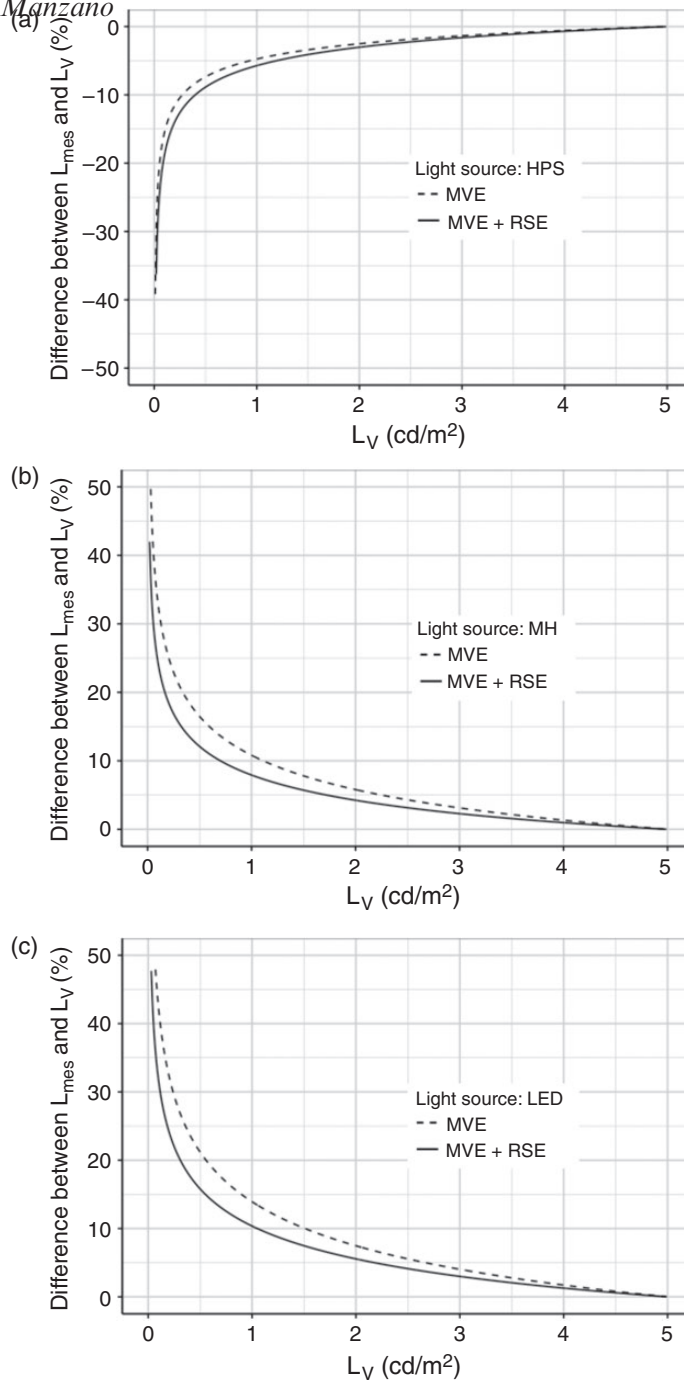 Manzano
(a)
Difference between Lmes and LV (%)
0
−10
−20
−30
−40
−50
Light source: HPS
MVE
MVE + RSE
0 1 2 3 4 5
LV (cd/m²)
(b)
Difference between Lmes and LV (%)
50
40
30
20
10
0
Light source: MH
MVE
MVE + RSE
0 1 2 3 4 5
LV (cd/m²)
(c)
Difference between Lmes and LV (%)
50
40
30
20
10
0
Light source: LED
MVE
MVE + RSE
0 1 2 3 4 5
LV (cd/m²)